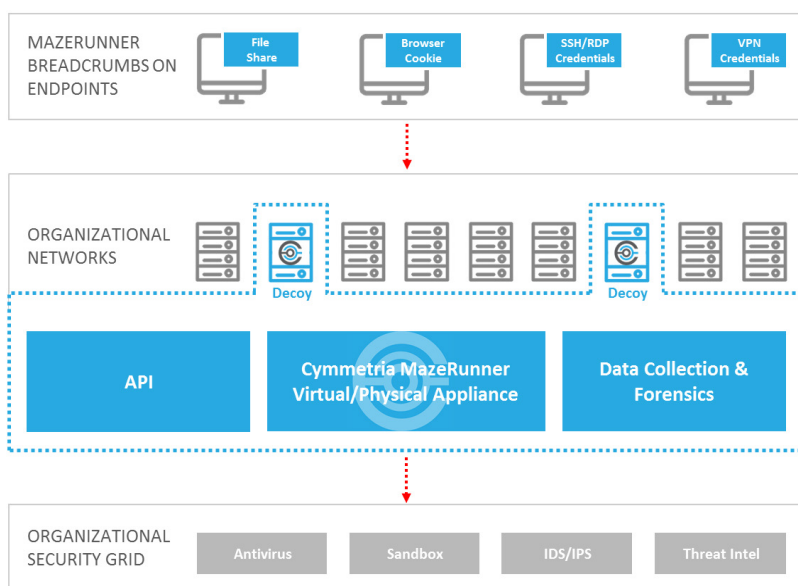 MAZERUNNER
BREADCRUMBS ON
ENDPOINTS
File
Share
Browser
Cookie
SSH/RDP
Credentials
VPN
Credentials
ORGANIZATIONAL
NETWORKS
Decoy
Decoy
API
Cymmetria MazeRunner
Virtual/Physical Appliance
Data Collection &
Forensics
ORGANIZATIONAL
SECURITY GRID
Antivirus
Sandbox
IDS/IPS
Threat Intel